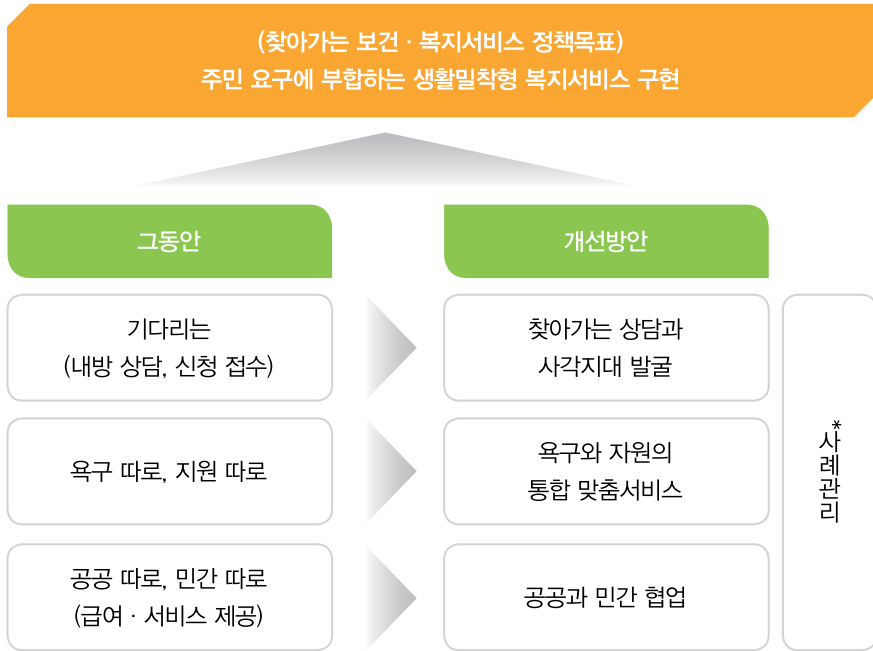 (찾아가는 보건 · 복지서비스 정책목표)
주민 요구에 부합하는 생활밀착형 복지서비스 구현
그동안
개선방안
기다리는
(내방 상담, 신청 접수)
찾아가는 상담과
사각지대 발굴
욕구 따로, 지원 따로
욕구와 자원의
통합 맞춤서비스
공공 따로, 민간 따로
(급여 · 서비스 제공)
공공과 민간 협업
*사례관리